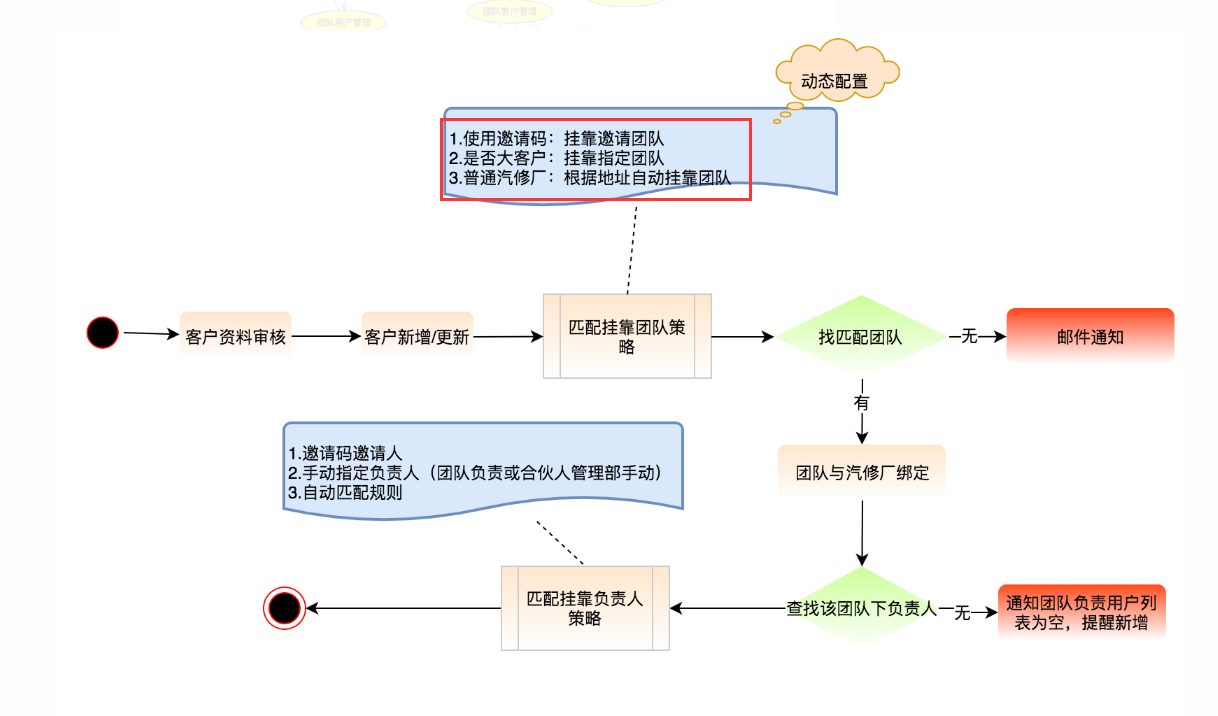 团队用户管理
团队客户管理
动态配置
1.使用邀请码：挂靠邀请团队
2.是否大客户：挂靠指定团队
3.普通汽修厂：根据地址自动挂靠团队
客户资料审核
客户新增/更新
匹配挂靠团队策
略
找匹配团队
无
邮件通知
有
团队与汽修厂绑定
1.邀请码邀请人
2.手动指定负责人（团队负责或合伙人管理部手动）
3.自动匹配规则
匹配挂靠负责人
策略
查找该团队下负责人
无
通知团队负责用户列
表为空，提醒新增